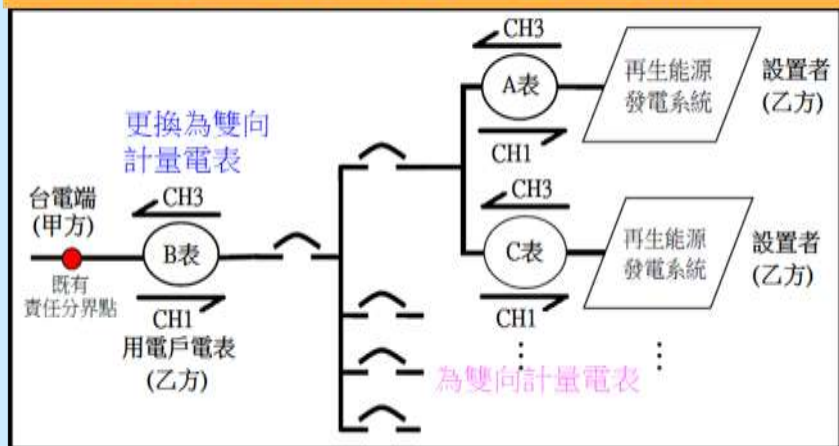 CH3
A表
CH1
再生能源
發電系統
設置者
(乙方)
更換為雙向
計量電表
台電端
(甲方)
既有
責任分界點
CH3
B表
CH1
用電戶電表
(乙方)
CH3
C表
CH1
再生能源
發電系統
設置者
(乙方)
為雙向計量電表